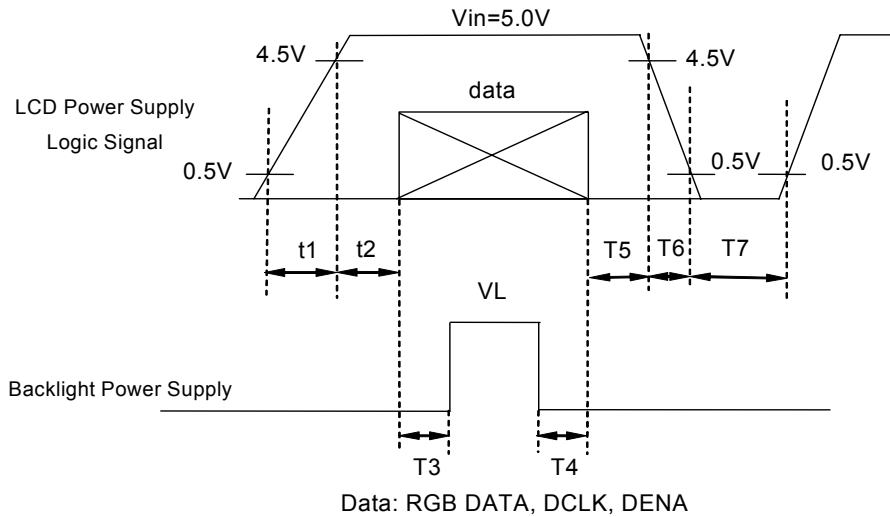 Vin=5.0V
4.5V
4.5V
data
LCD Power Supply
Logic Signal
0.5V
0.5V
0.5V
t1
t2
T5
T6
T7
VL
Backlight Power Supply
T3
T4
Data: RGB DATA, DCLK, DENA